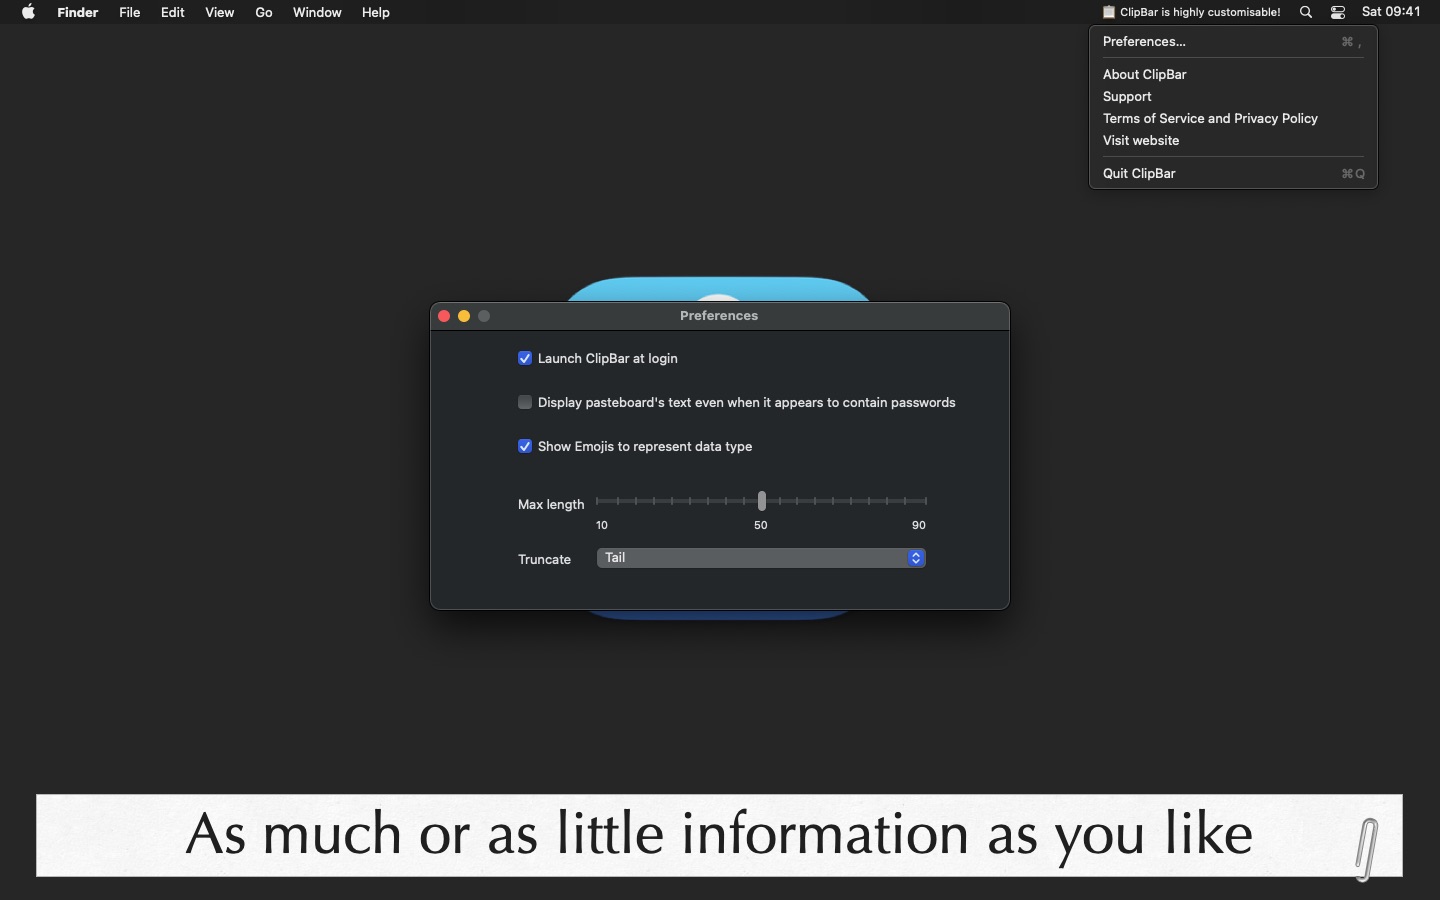 Finder File Edit View Go Window Help
ClipBar is highly customisable! Sat 09:41
Preferences... ⌘ ,
About ClipBar
Support
Terms of Service and Privacy Policy
Visit website
Quit ClipBar ⌘Q
Preferences
Launch ClipBar at login
Display pasteboard's text even when it appears to contain passwords
Show Emojis to represent data type
Max length
10 50 90
Truncate Tail
As much or as little information as you like